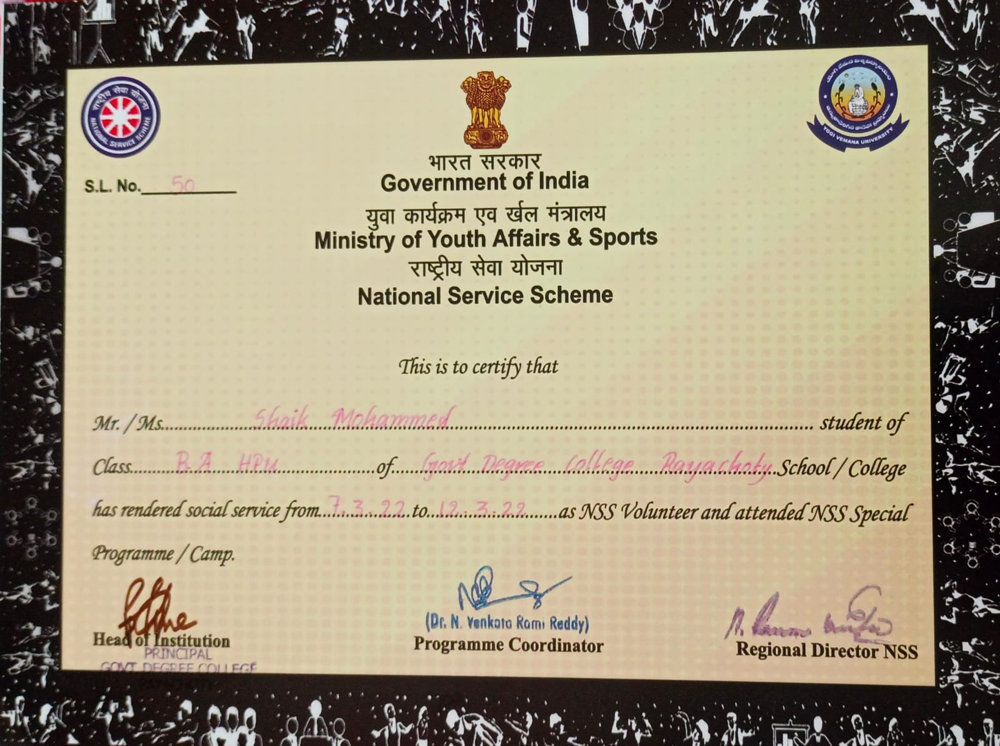 राष्ट्रीय सेवा योजना
NATIONAL SERVICE SCHEME
YOGI VEMANA UNIVERSITY
S.L. No. 50
भारत सरकार
Government of India
युवा कार्यक्रम एव र्खल मंत्रालय
Ministry of Youth Affairs & Sports
राष्ट्रीय सेवा योजना
National Service Scheme
This is to certify that
Mr. / Ms. Shaik Mohammed student of
Class B.A HPU of Govt Degree College Rayachoty School / College
has rendered social service from 7.3.22 to 12.3.22 as NSS Volunteer and attended NSS Special
Programme / Camp.
(Dr. N. Venkata Rami Reddy)
Head of Institution
Programme Coordinator
Regional Director NSS
PRINCIPAL
GOVT DEGREE COLLEGE